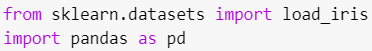 from sklearn.datasets import load_iris
import pandas as pd